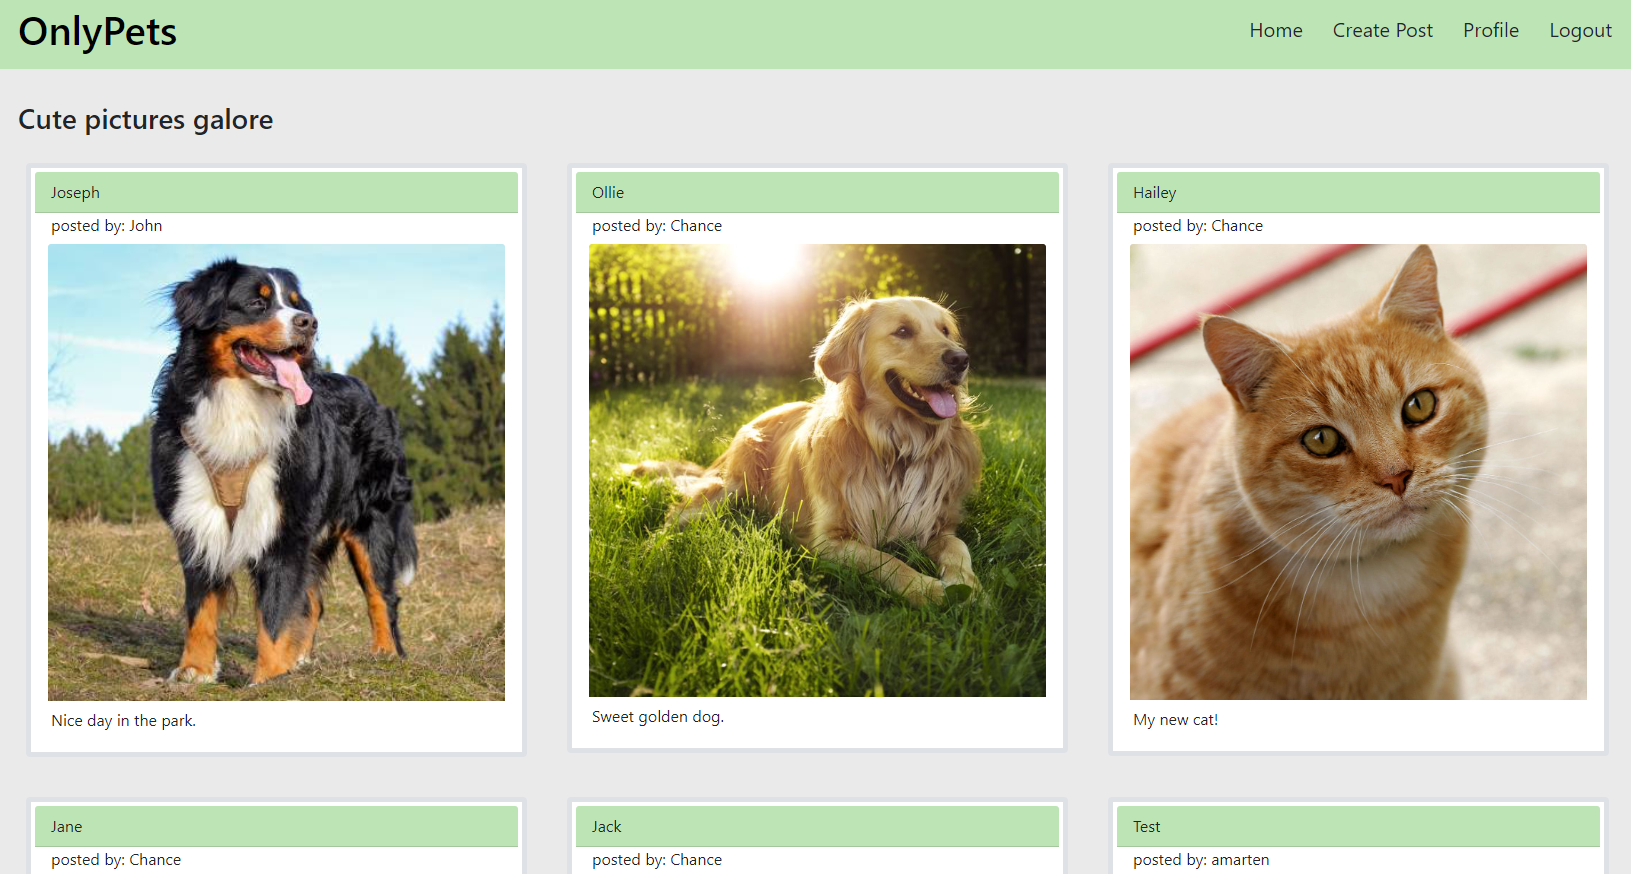 OnlyPets
Home Create Post Profile Logout
Cute pictures galore
Joseph
posted by: John
Nice day in the park.
Ollie
posted by: Chance
Sweet golden dog.
Hailey
posted by: Chance
My new cat!
Jane
posted by: Chance
Jack
posted by: Chance
Test
posted by: amarten